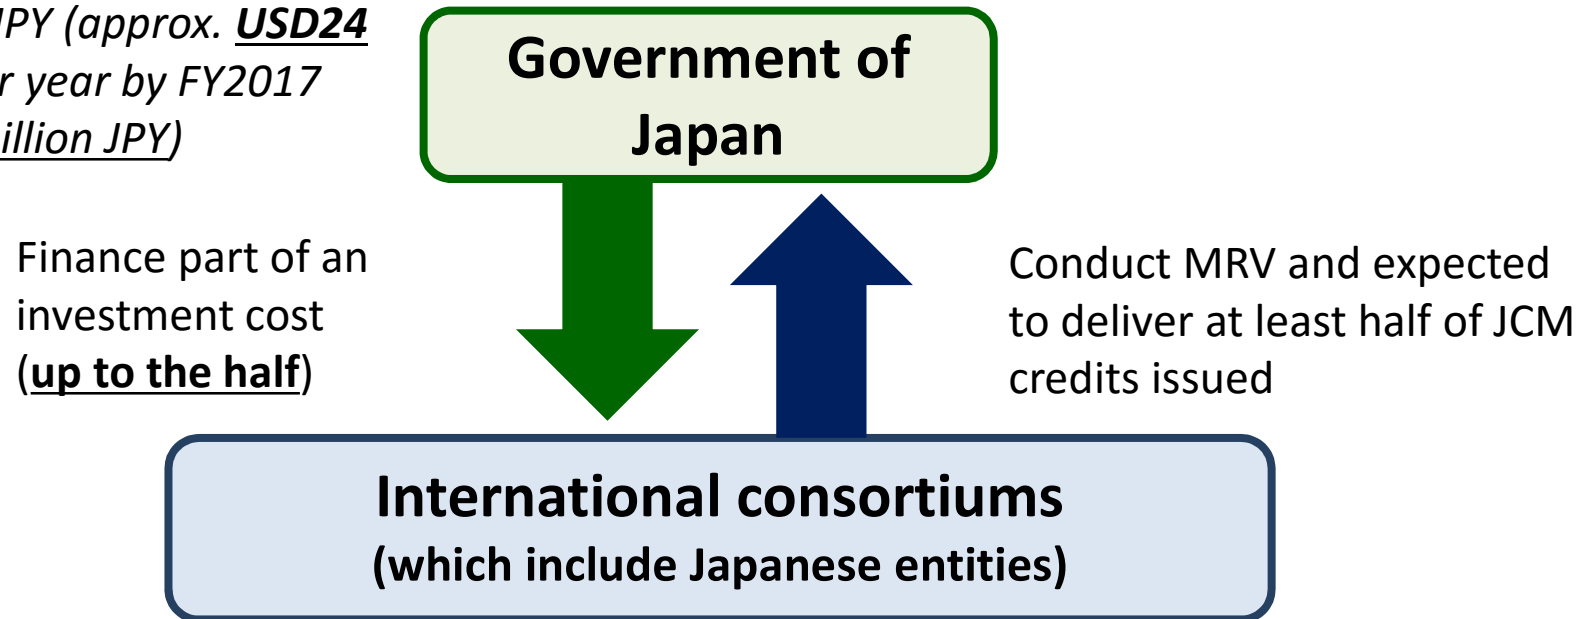 JPY (approx. USD24
r year by FY2017
illion JPY)
Government of
Japan
Finance part of an
investment cost
(up to the half)
Conduct MRV and expected
to deliver at least half of JCM
credits issued
International consortiums
(which include Japanese entities)